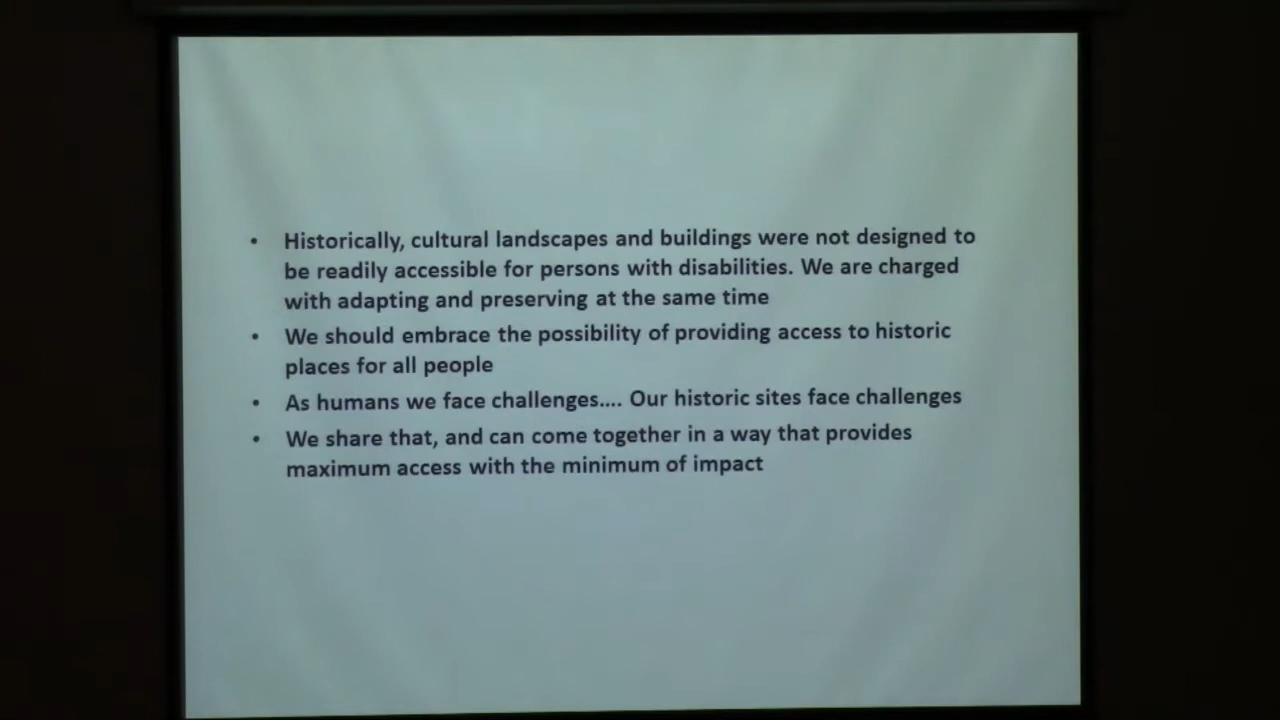 • Historically, cultural landscapes and buildings were not designed to
be readily accessible for persons with disabilities. We are charged
with adapting and preserving at the same time
• We should embrace the possibility of providing access to historic
places for all people
• As humans we face challenges.... Our historic sites face challenges
• We share that, and can come together in a way that provides
maximum access with the minimum of impact